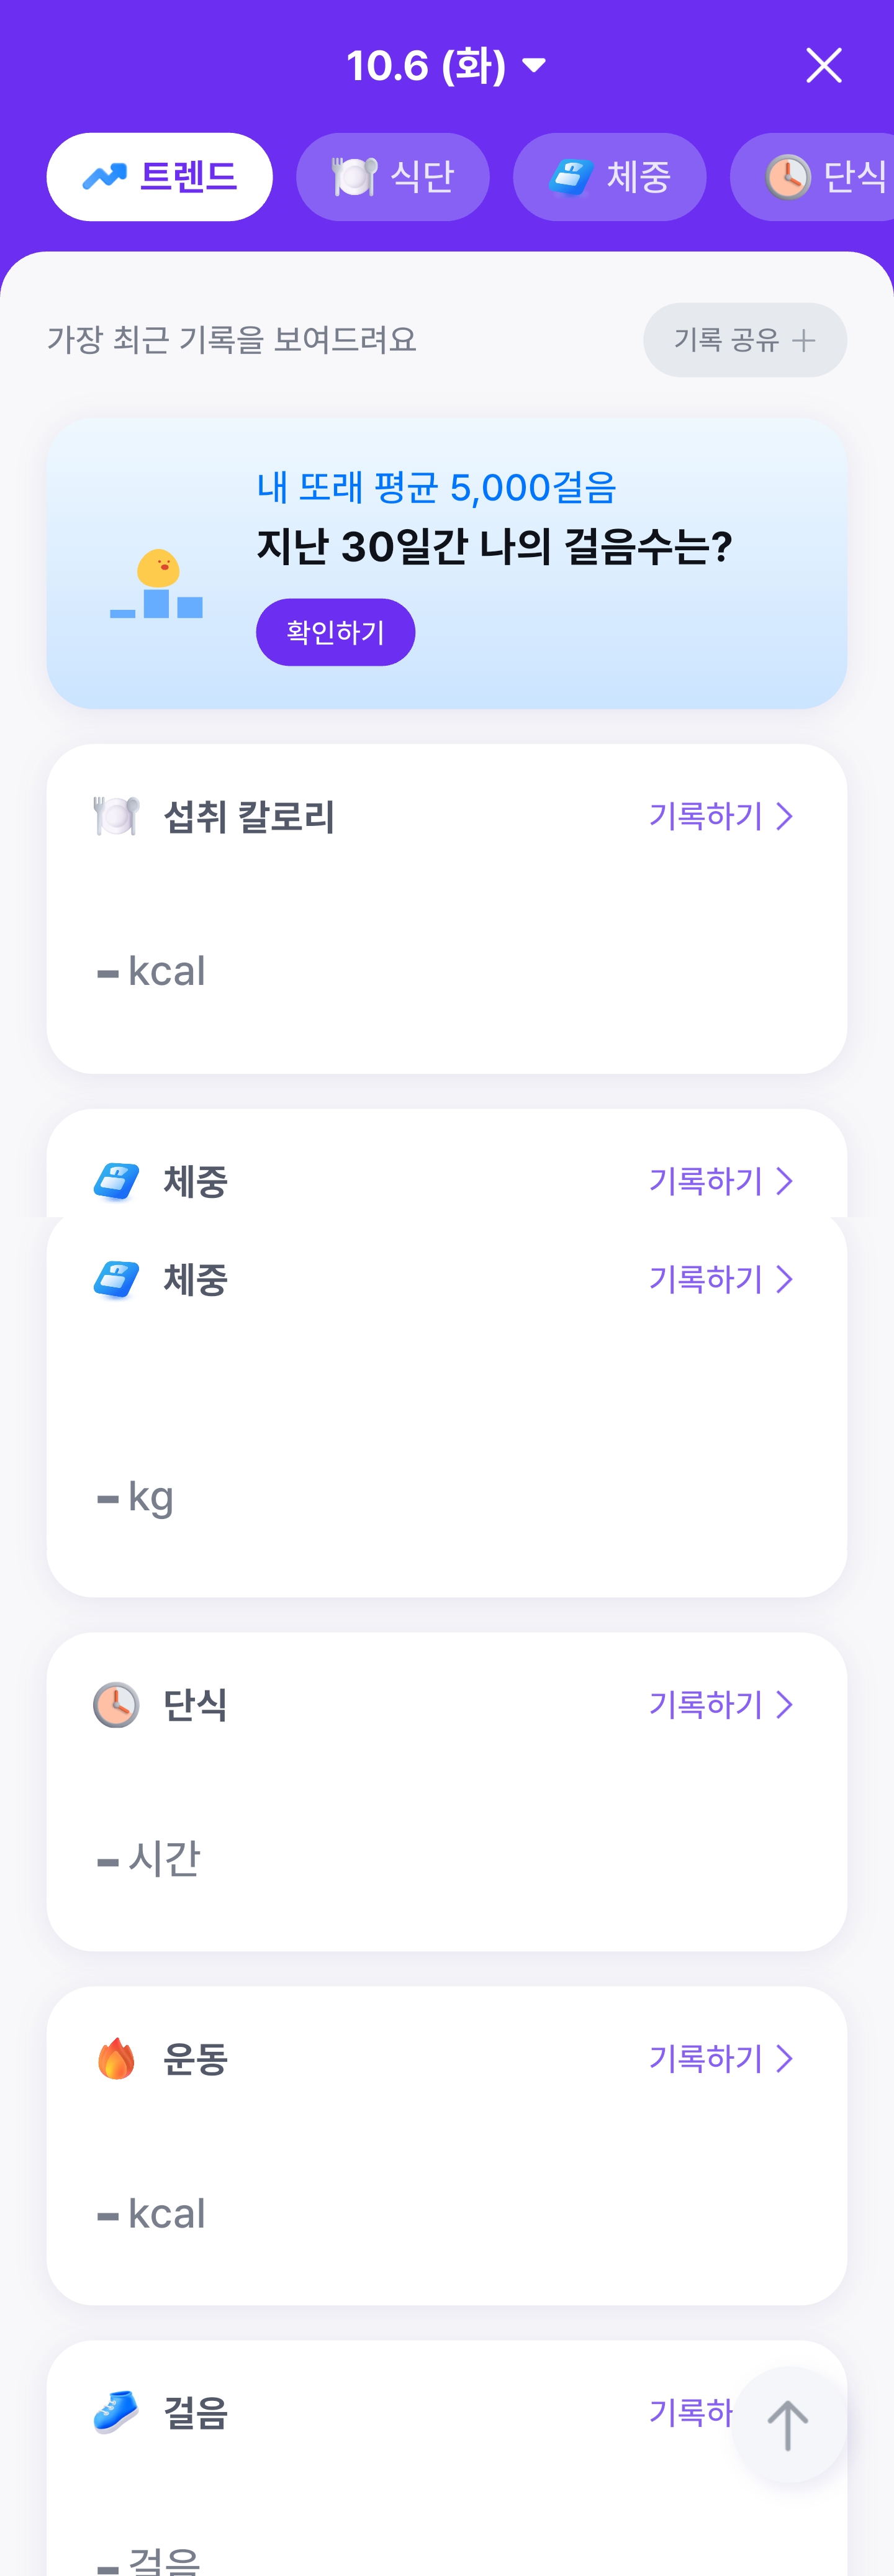 10.6 (화)
트렌드 식단 체중 단식
가장 최근 기록을 보여드려요
기록 공유
내 또래 평균 5,000걸음
지난 30일간 나의 걸음수는?
확인하기
섭취 칼로리 기록하기
- kcal
체중 기록하기
체중 기록하기
- kg
단식 기록하기
- 시간
운동 기록하기
- kcal
걸음 기록하
- 걸음